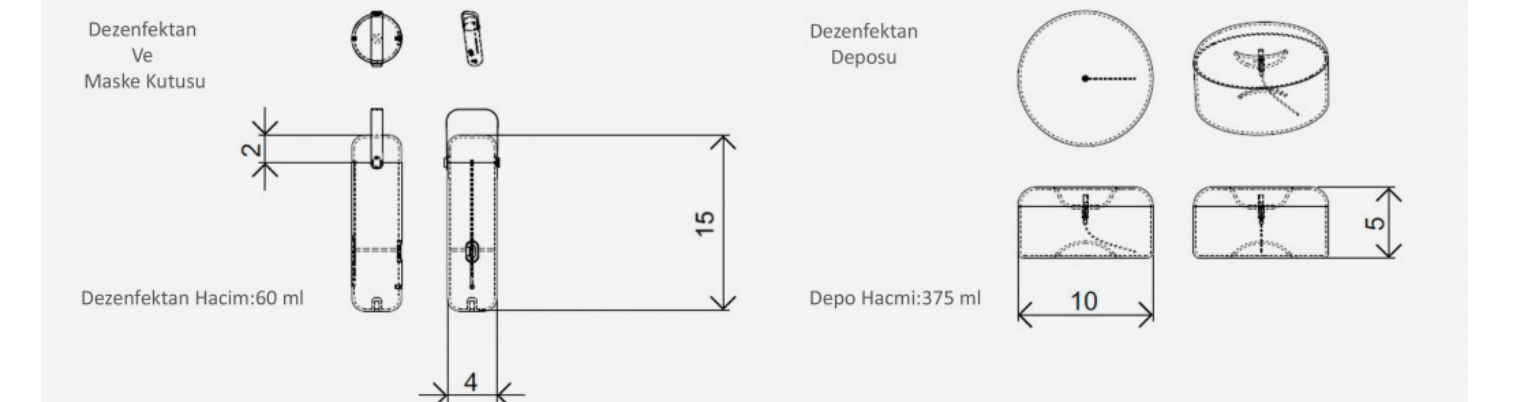 Dezenfektan
Ve
Maske Kutusu
2
15
Dezenfektan Hacim:60 ml
4
Dezenfektan
Deposu
5
Depo Hacmi:375 ml
10